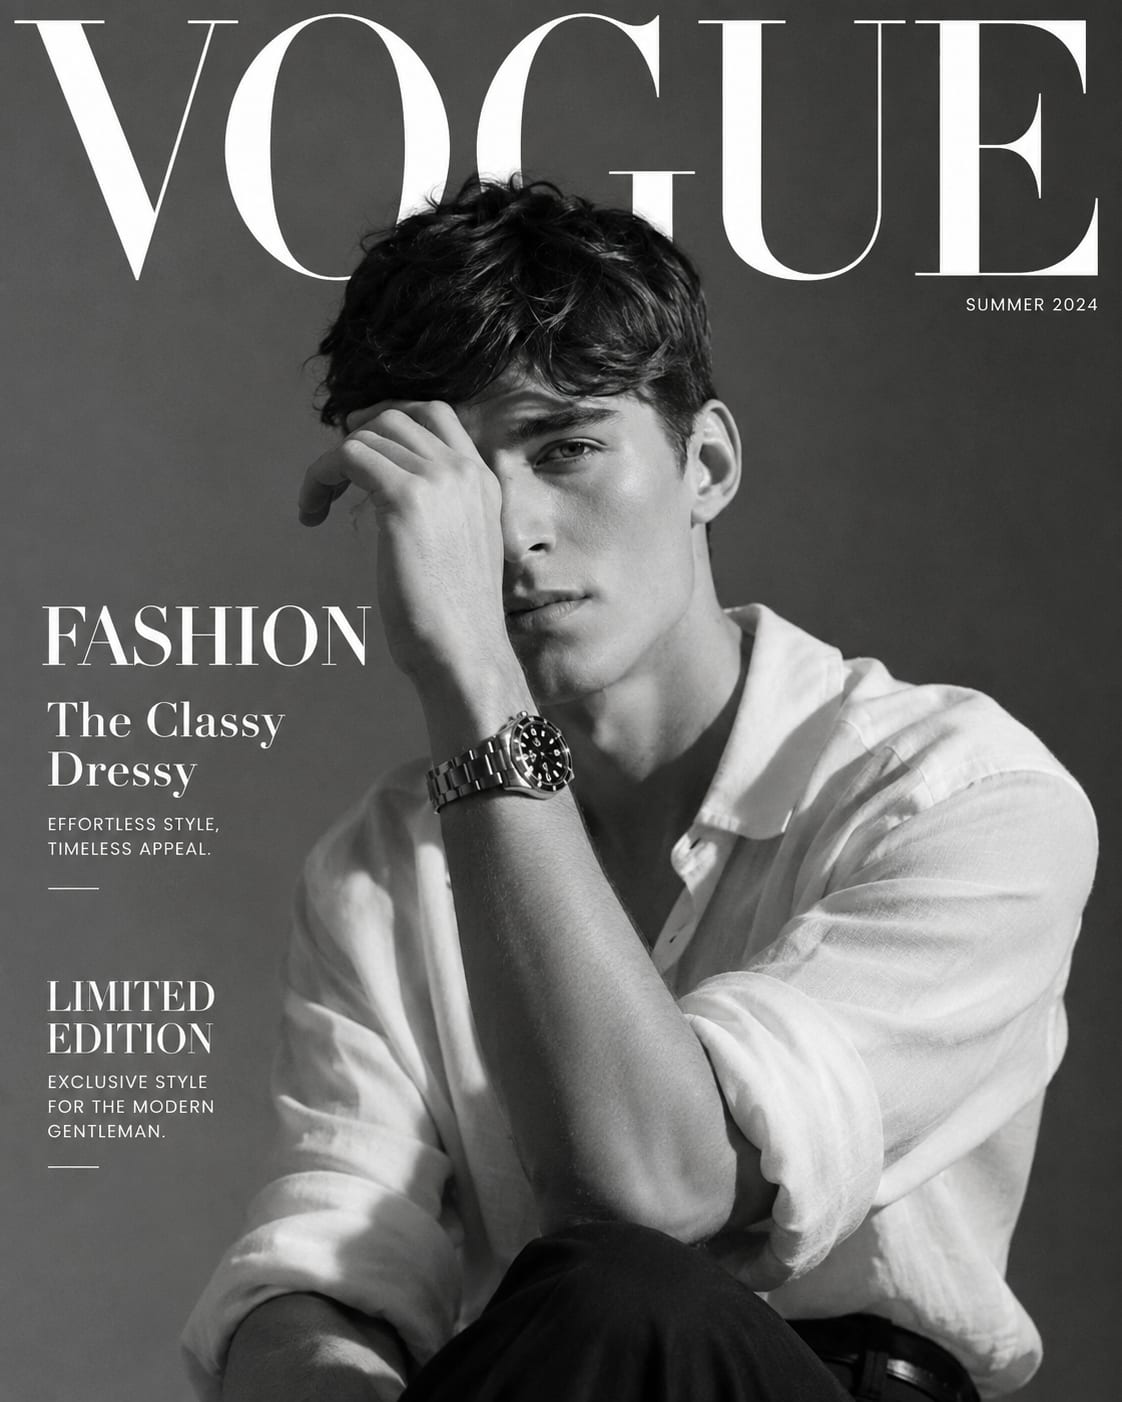 VOGUE
SUMMER 2024
FASHION
The Classy
Dressy
EFFORTLESS STYLE,
TIMELESS APPEAL.
LIMITED
EDITION
EXCLUSIVE STYLE
FOR THE MODERN
GENTLEMAN.